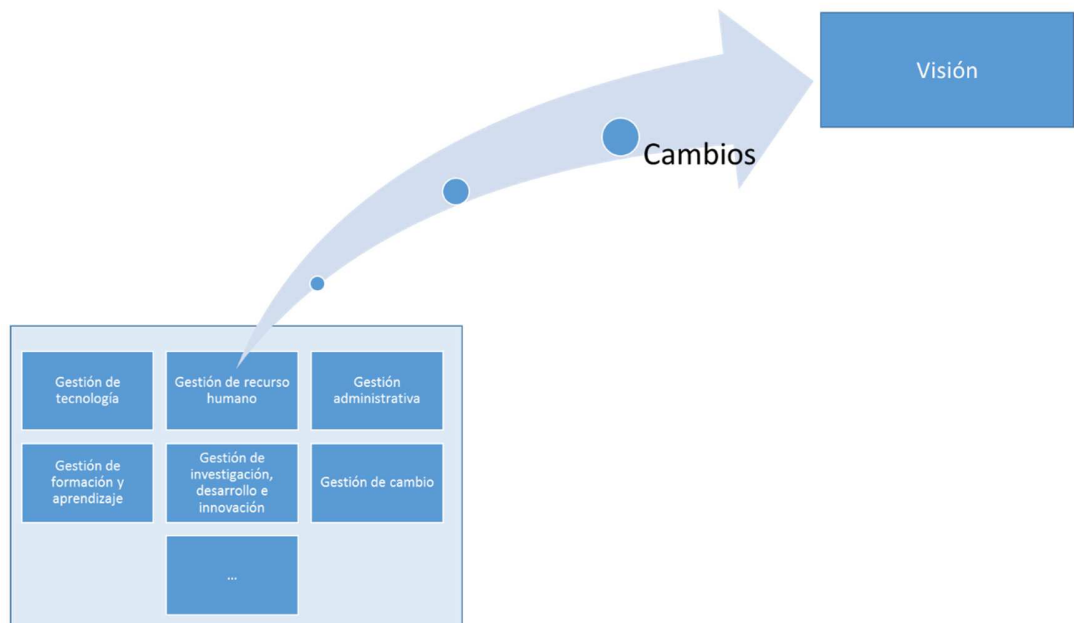 Visión
Cambios
Gestión de
tecnología
Gestión de recurso
humano
Gestión
administrativa
Gestión de
formación y
aprendizaje
Gestión de
investigación,
desarrollo e
innovación
Gestión de cambio
...